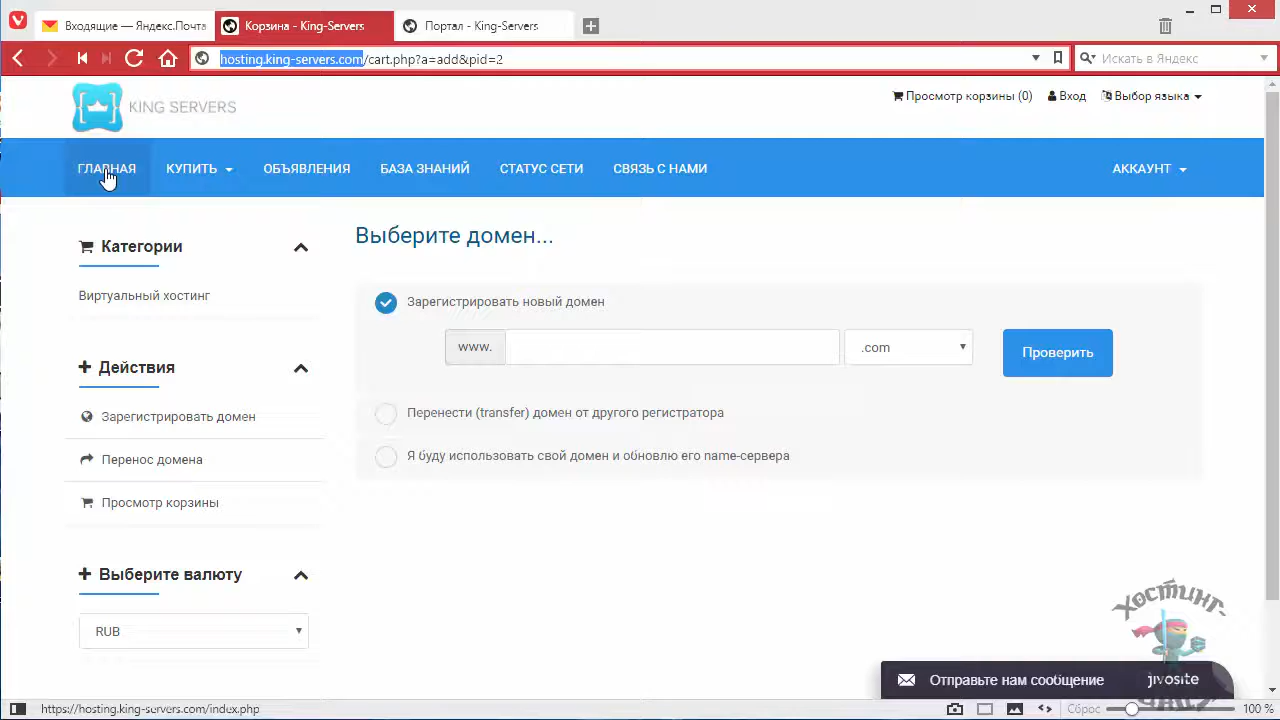 Входящие — Яндекс.Почта
Корзина - King-Servers
Портал - King-Servers
hosting.king-servers.com/cart.php?a=add&pid=2
Искать в Яндекс
KING SERVERS
Просмотр корзины (0)
Вход
Выбор языка
ГЛАВНАЯ
КУПИТЬ
ОБЪЯВЛЕНИЯ
БАЗА ЗНАНИЙ
СТАТУС СЕТИ
СВЯЗЬ С НАМИ
АККАУНТ
Категории
Виртуальный хостинг
Действия
Зарегистрировать домен
Перенос домена
Просмотр корзины
Выберите валюту
RUB
Выберите домен...
Зарегистрировать новый домен
www.
.com
Проверить
Перенести (transfer) домен от другого регистратора
Я буду использовать свой домен и обновлю его name-сервера
ХОСТИНГ-
Отправьте нам сообщение
jivosite
https://hosting.king-servers.com/index.php
Сброс
100 %